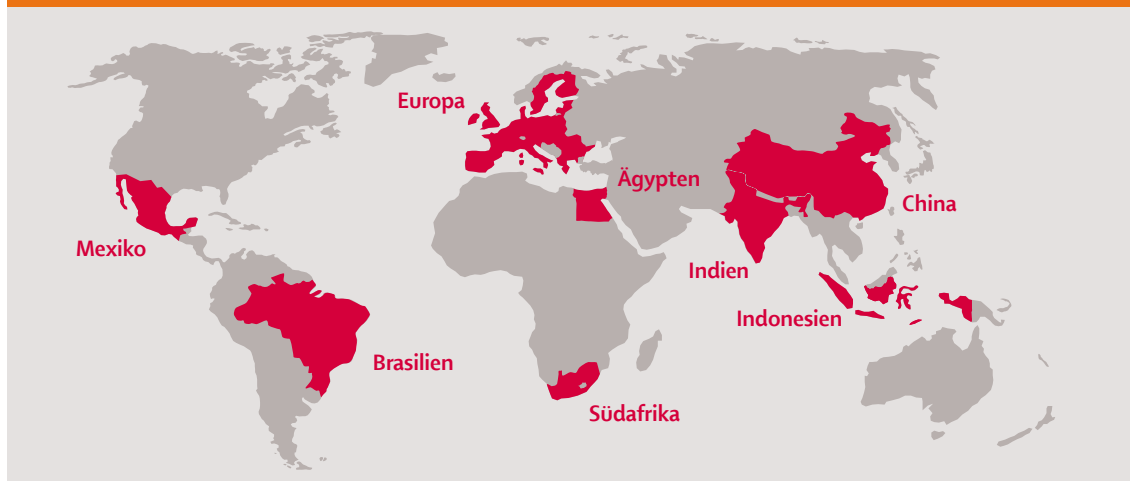 Europa
Ägypten
China
Mexiko
Indien
Indonesien
Brasilien
Südafrika